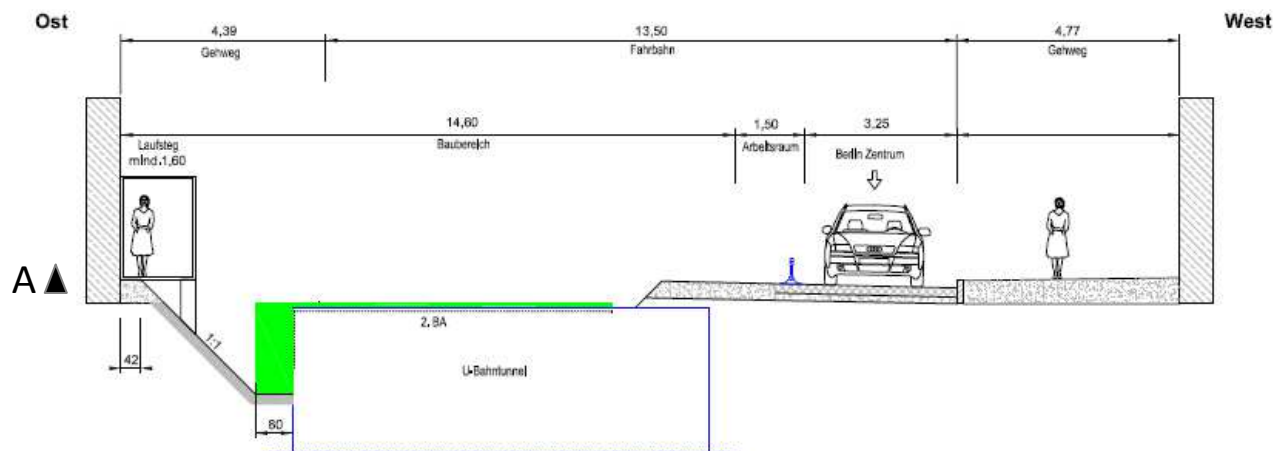 Ost
West
4,39
13,50
4,77
Gehweg
Fahrbahn
Gehweg
14,60
1,50
3,25
Laufsteg
mind.1,60
Baubereich
Arbeitsraum
Berlin Zentrum
A
2. BA
1:1
42
U-Bahntunnel
60